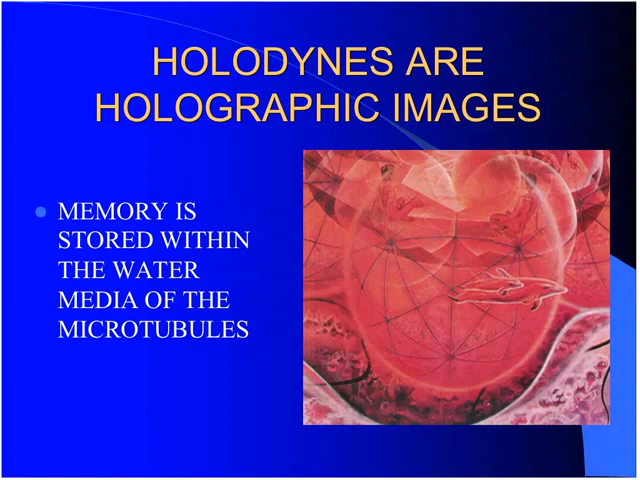 HOLODYNES ARE
HOLOGRAPHIC IMAGES
MEMORY IS
STORED WITHIN
THE WATER
MEDIA OF THE
MICROTUBULES